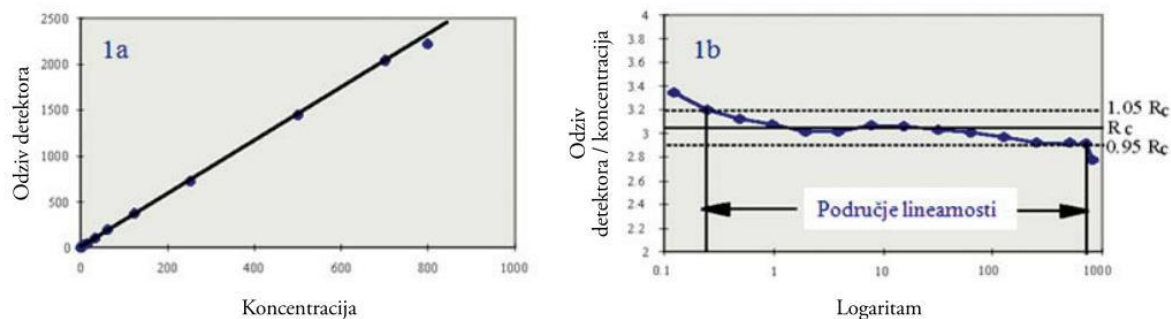 1a
2500
2000
1500
1000
500
0
0
200
400
600
800
1000
Odziv detektora
Koncentracija
1b
4
3.8
3.6
3.4
3.2
3
2.8
2.6
2.4
2.2
2
0.1
1
10
100
1000
Odziv
detektora / koncentracija
Logaritam
1.05 Rc
Rc
0.95 Rc
Područje linearnosti